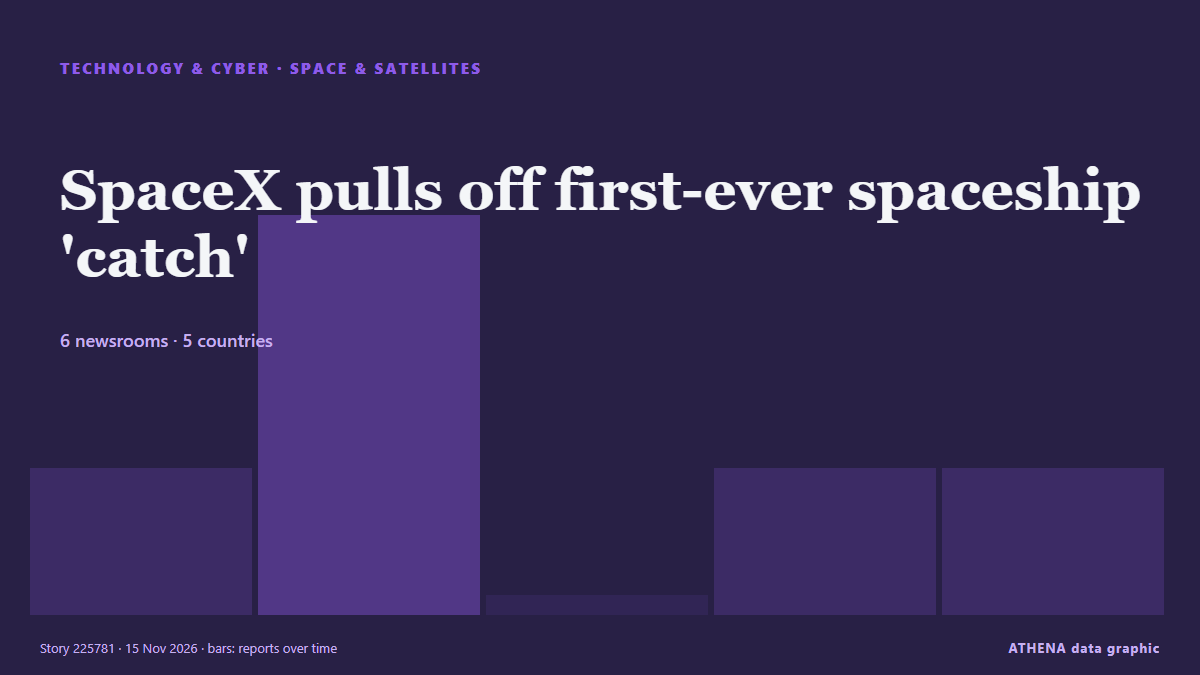 TECHNOLOGY & CYBER · SPACE & SATELLITES
SpaceX pulls off first-ever spaceship
'catch'
6 newsrooms · 5 countries
Story 225781 · 15 Nov 2026 · bars: reports over time
ATHENA data graphic